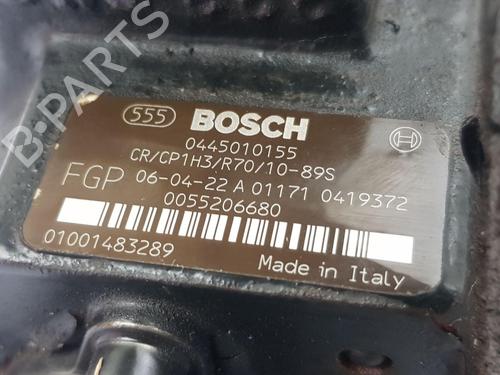 555 BOSCH
0445010155
CR/CP1H3/R70/10-89S
FGP 06-04-22 A 01171 0419372
0055206680
01001483289
Made in Italy
B-PARTS
B-PARTS